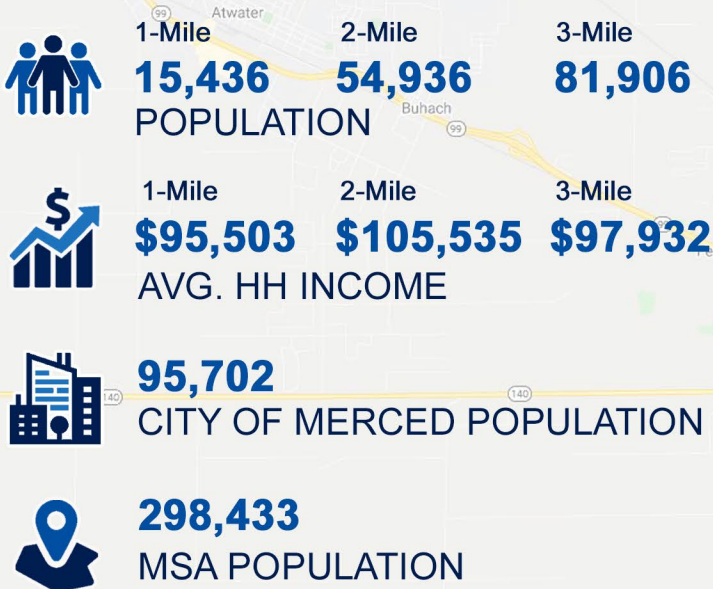 99 Atwater
1-Mile 2-Mile 3-Mile
15,436 54,936 81,906
POPULATION
Buhach
99
$
1-Mile 2-Mile 3-Mile
$95,503 $105,535 $97,932
AVG. HH INCOME
95,702
140 140
CITY OF MERCED POPULATION
298,433
MSA POPULATION